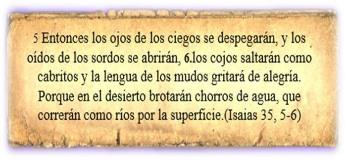 5 Entonces los ojos de los ciegos se despegarán, y los
oídos de los sordos se abrirán, 6.los cojos saltarán como
cabritos y la lengua de los mudos gritará de alegría.
Porque en el desierto brotarán chorros de agua, que
correrán como ríos por la superficie.(Isaias 35, 5-6)